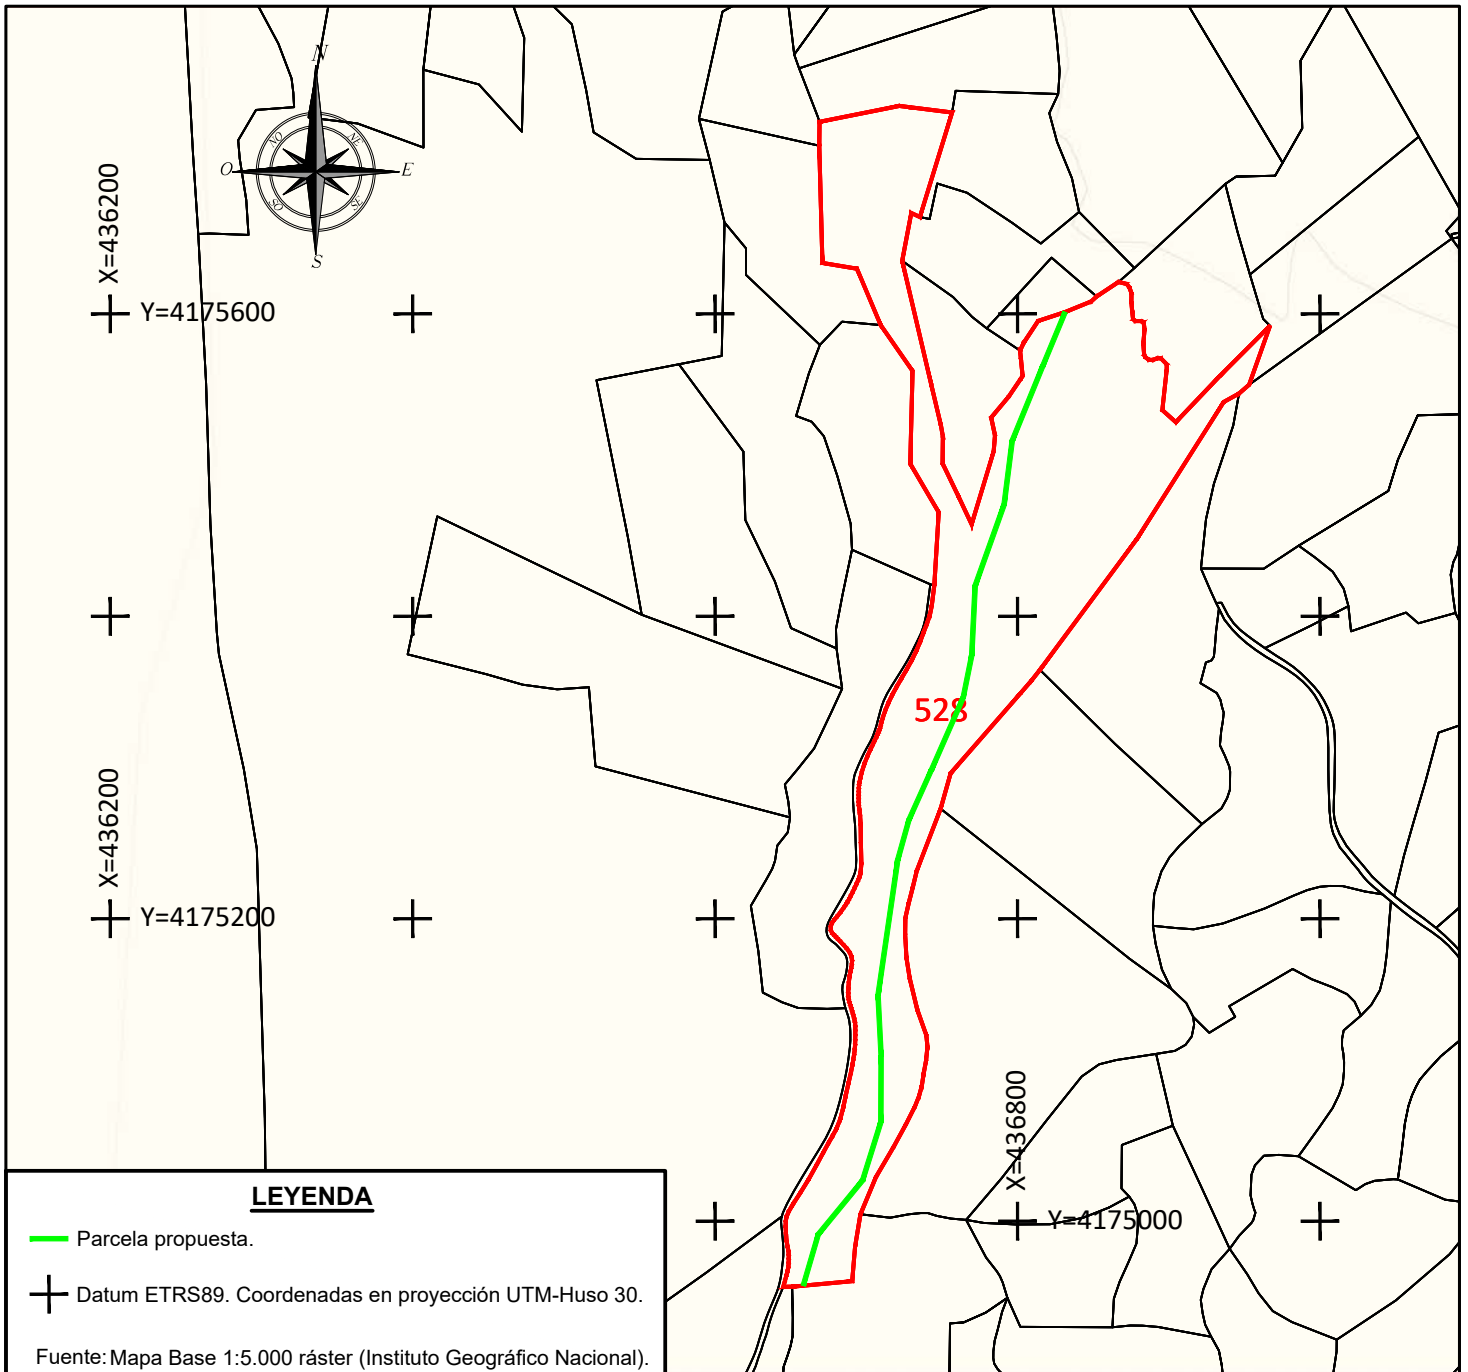 N
NO
NE
O
E
SO
SE
S
X=436200
Y=4175600
528
X=436200
Y=4175200
X=436800
Y=4175000
LEYENDA
Parcela propuesta.
Datum ETRS89. Coordenadas en proyección UTM-Huso 30.
Fuente: Mapa Base 1:5.000 ráster (Instituto Geográfico Nacional).